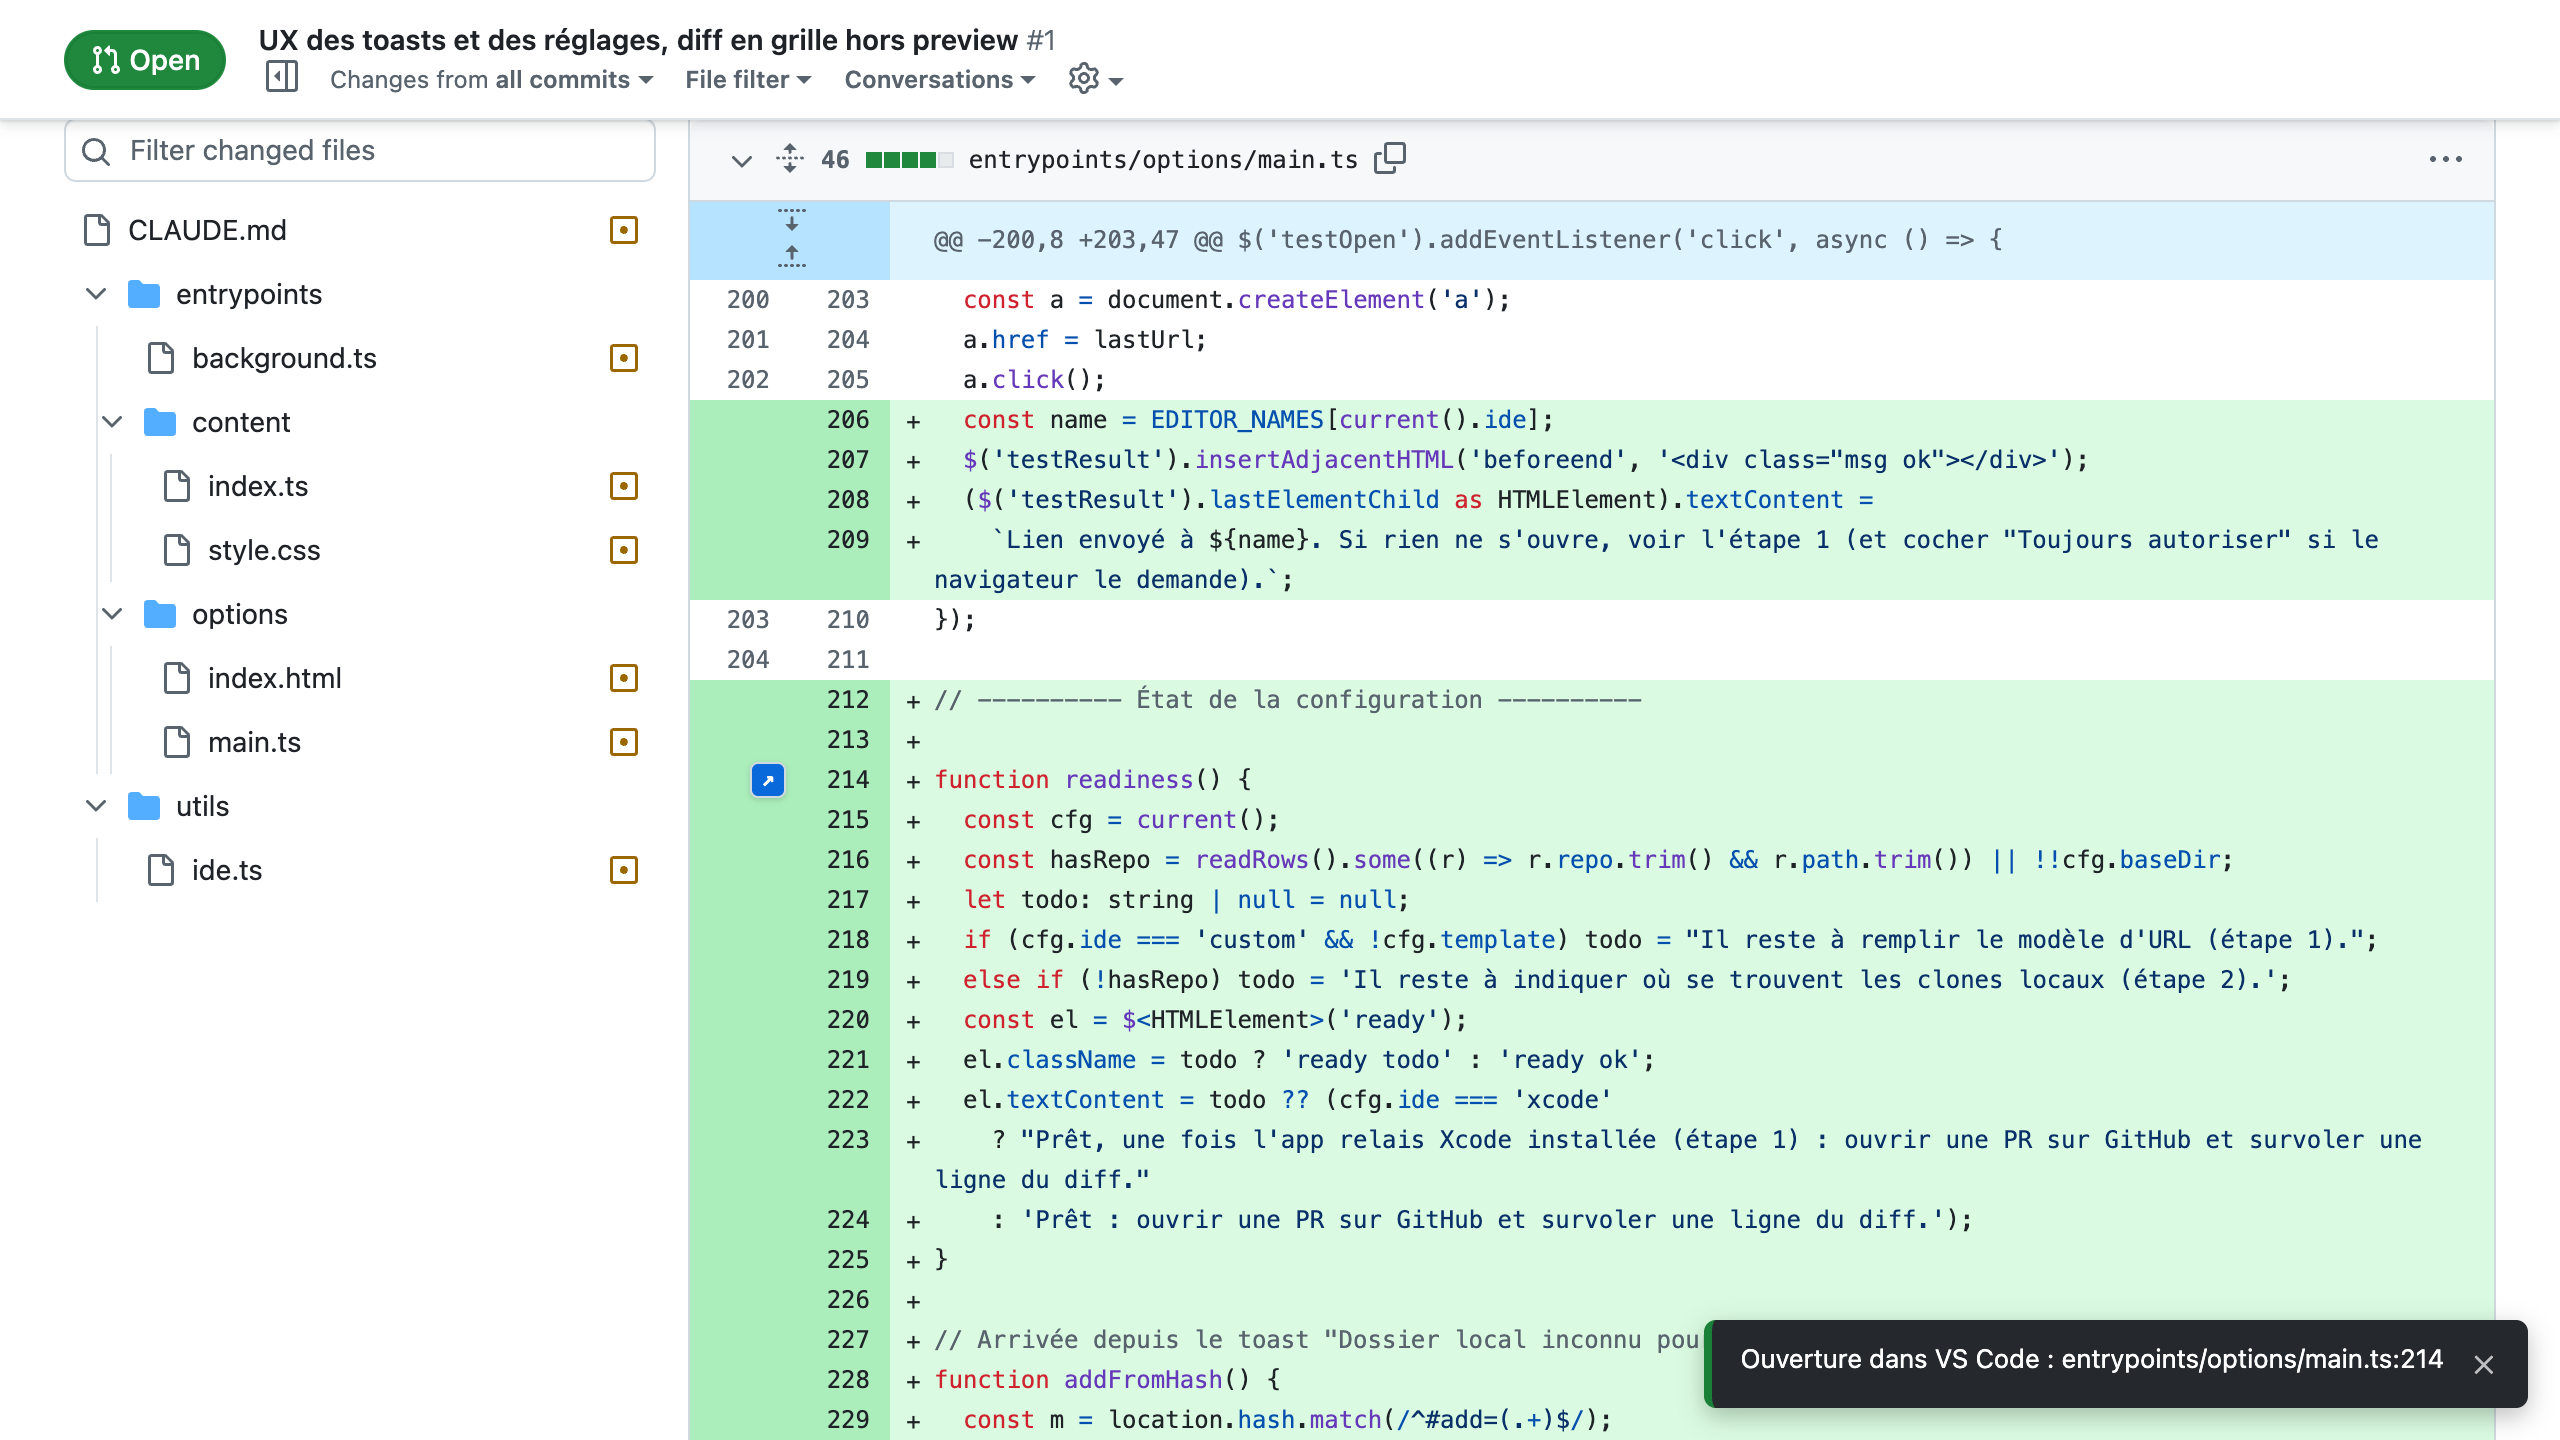 Open
UX des toasts et des réglages, diff en grille hors preview #1
Changes from all commits
File filter
Conversations
Filter changed files
CLAUDE.md
entrypoints
background.ts
content
index.ts
style.css
options
index.html
main.ts
utils
ide.ts
46 entrypoints/options/main.ts
@@ -200,8 +203,47 @@ $('testOpen').addEventListener('click', async () => {
200 203 const a = document.createElement('a');
201 204 a.href = lastUrl;
202 205 a.click();
206 + const name = EDITOR_NAMES[current().ide];
207 + $('testResult').insertAdjacentHTML('beforeend', '<div class="msg ok"></div>');
208 + ($('testResult').lastElementChild as HTMLElement).textContent =
209 + `Lien envoyé à ${name}. Si rien ne s'ouvre, voir l'étape 1 (et cocher "Toujours autoriser" si le
navigateur le demande).`;
203 210 });
204 211
212 + // ---------- État de la configuration ----------
213 +
214 + function readiness() {
215 + const cfg = current();
216 + const hasRepo = readRows().some((r) => r.repo.trim() && r.path.trim()) || !!cfg.baseDir;
217 + let todo: string | null = null;
218 + if (cfg.ide === 'custom' && !cfg.template) todo = "Il reste à remplir le modèle d'URL (étape 1).";
219 + else if (!hasRepo) todo = 'Il reste à indiquer où se trouvent les clones locaux (étape 2).';
220 + const el = $<HTMLElement>('ready');
221 + el.className = todo ? 'ready todo' : 'ready ok';
222 + el.textContent = todo ?? (cfg.ide === 'xcode'
223 + ? "Prêt, une fois l'app relais Xcode installée (étape 1) : ouvrir une PR sur GitHub et survoler une
ligne du diff."
224 + : 'Prêt : ouvrir une PR sur GitHub et survoler une ligne du diff.');
225 + }
226 +
227 + // Arrivée depuis le toast "Dossier local inconnu pou
228 + function addFromHash() {
229 + const m = location.hash.match(/^#add=(.+)$/);
Ouverture dans VS Code : entrypoints/options/main.ts:214